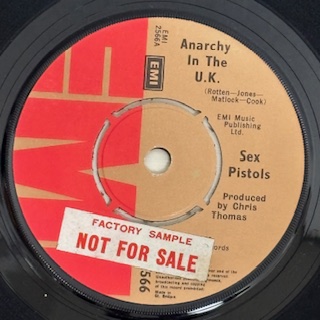 EMI
2566A
EMI
Anarchy
In The
U.K.
(Rotten-Jones-
Matlock-Cook)
EMI Music
Publishing
Ltd.
Sex
Pistols
Produced
by Chris
Thomas
FACTORY SAMPLE
NOT FOR SALE